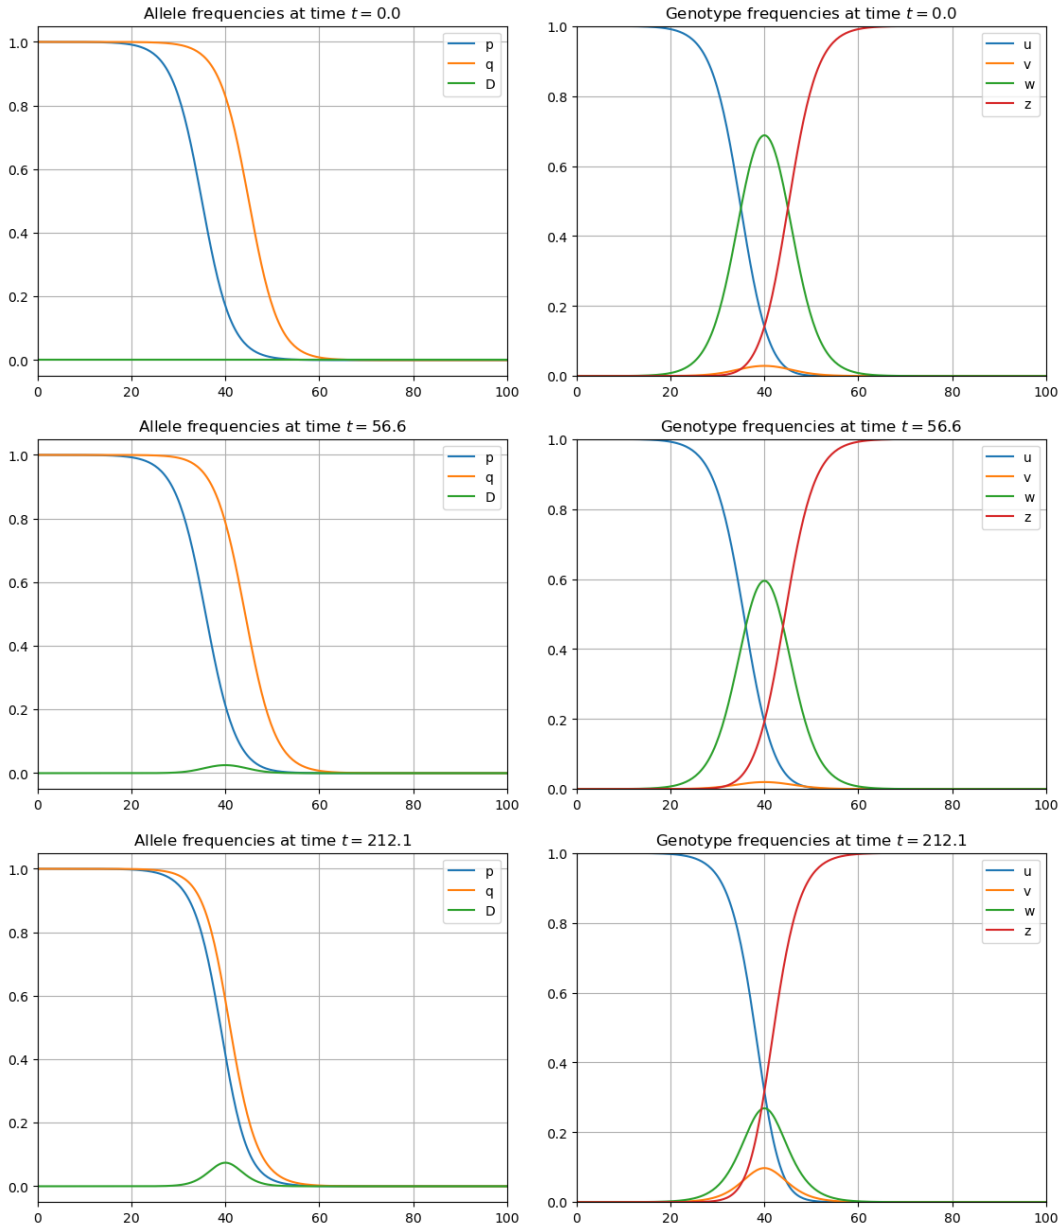 Allele frequencies at time t = 0.0
1.0
0.8
0.6
0.4
0.2
0.0
0 20 40 60 80 100
p
q
D
Genotype frequencies at time t = 0.0
1.0
0.8
0.6
0.4
0.2
0.0
0 20 40 60 80 100
u
v
w
z
Allele frequencies at time t = 56.6
1.0
0.8
0.6
0.4
0.2
0.0
0 20 40 60 80 100
p
q
D
Genotype frequencies at time t = 56.6
1.0
0.8
0.6
0.4
0.2
0.0
0 20 40 60 80 100
u
v
w
z
Allele frequencies at time t = 212.1
1.0
0.8
0.6
0.4
0.2
0.0
0 20 40 60 80 100
p
q
D
Genotype frequencies at time t = 212.1
1.0
0.8
0.6
0.4
0.2
0.0
0 20 40 60 80 100
u
v
w
z